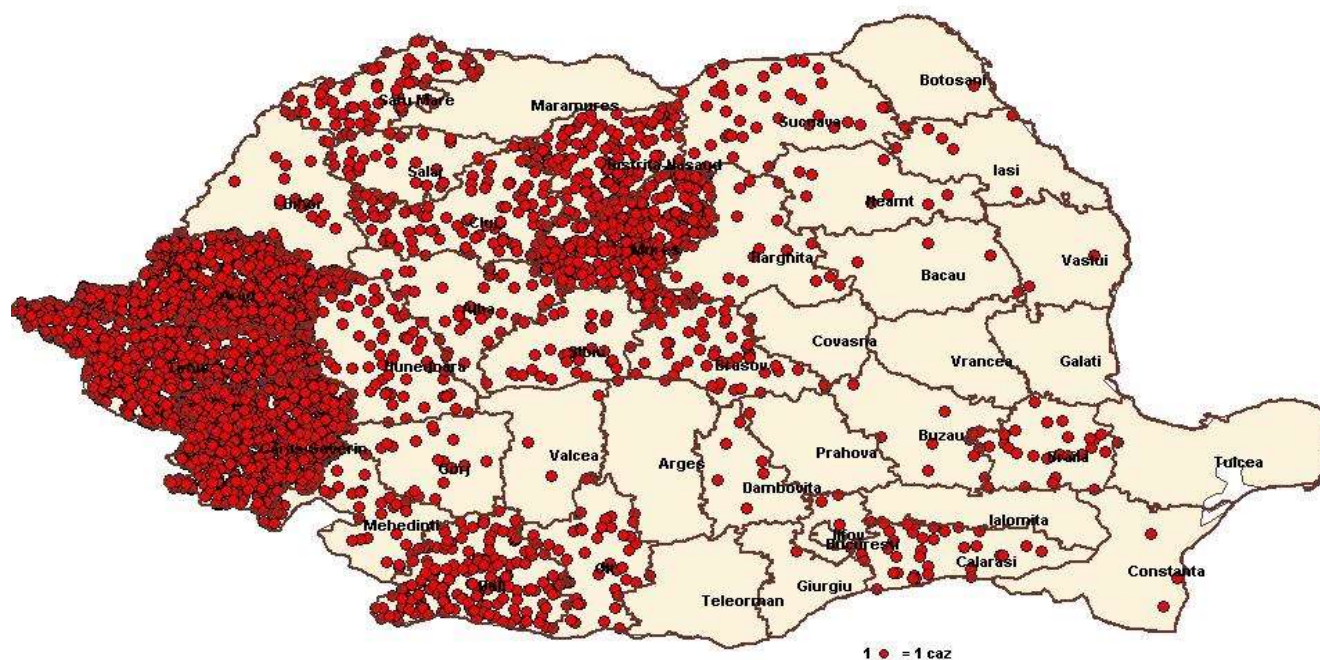 Botosani
Satu Mare
Maramures
Suceava
Bistrita-Nasaud
Iasi
Salaj
Neamt
Bihor
Cluj
Mures
Harghita
Bacau
Vaslui
Arad
Alba
Covasna
Timis
Hunedoara
Sibiu
Brasov
Vrancea
Galati
Caras-Severin
Gorj
Valcea
Arges
Prahova
Buzau
Braila
Tulcea
Dambovita
Mehedinti
Ialomita
Ilfov
Bucuresti
Calarasi
Constanta
Dolj
Olt
Teleorman
Giurgiu
1 = 1 caz